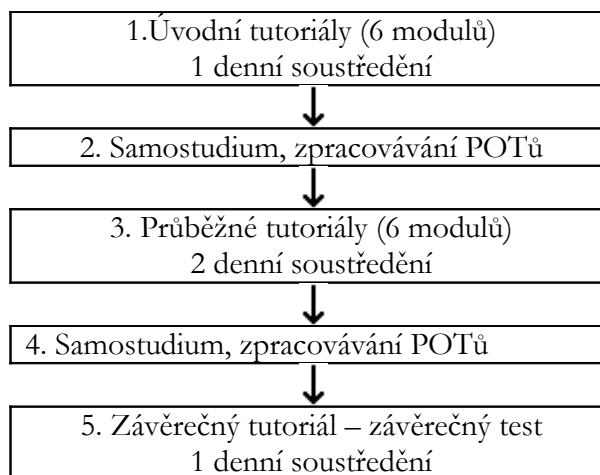 1.Úvodní tutoriály (6 modulů)
1 denní soustředění
2. Samostudium, zpracovávání POTů
3. Průběžné tutoriály (6 modulů)
2 denní soustředění
4. Samostudium, zpracovávání POTů
5. Závěrečný tutoriál – závěrečný test
1 denní soustředění